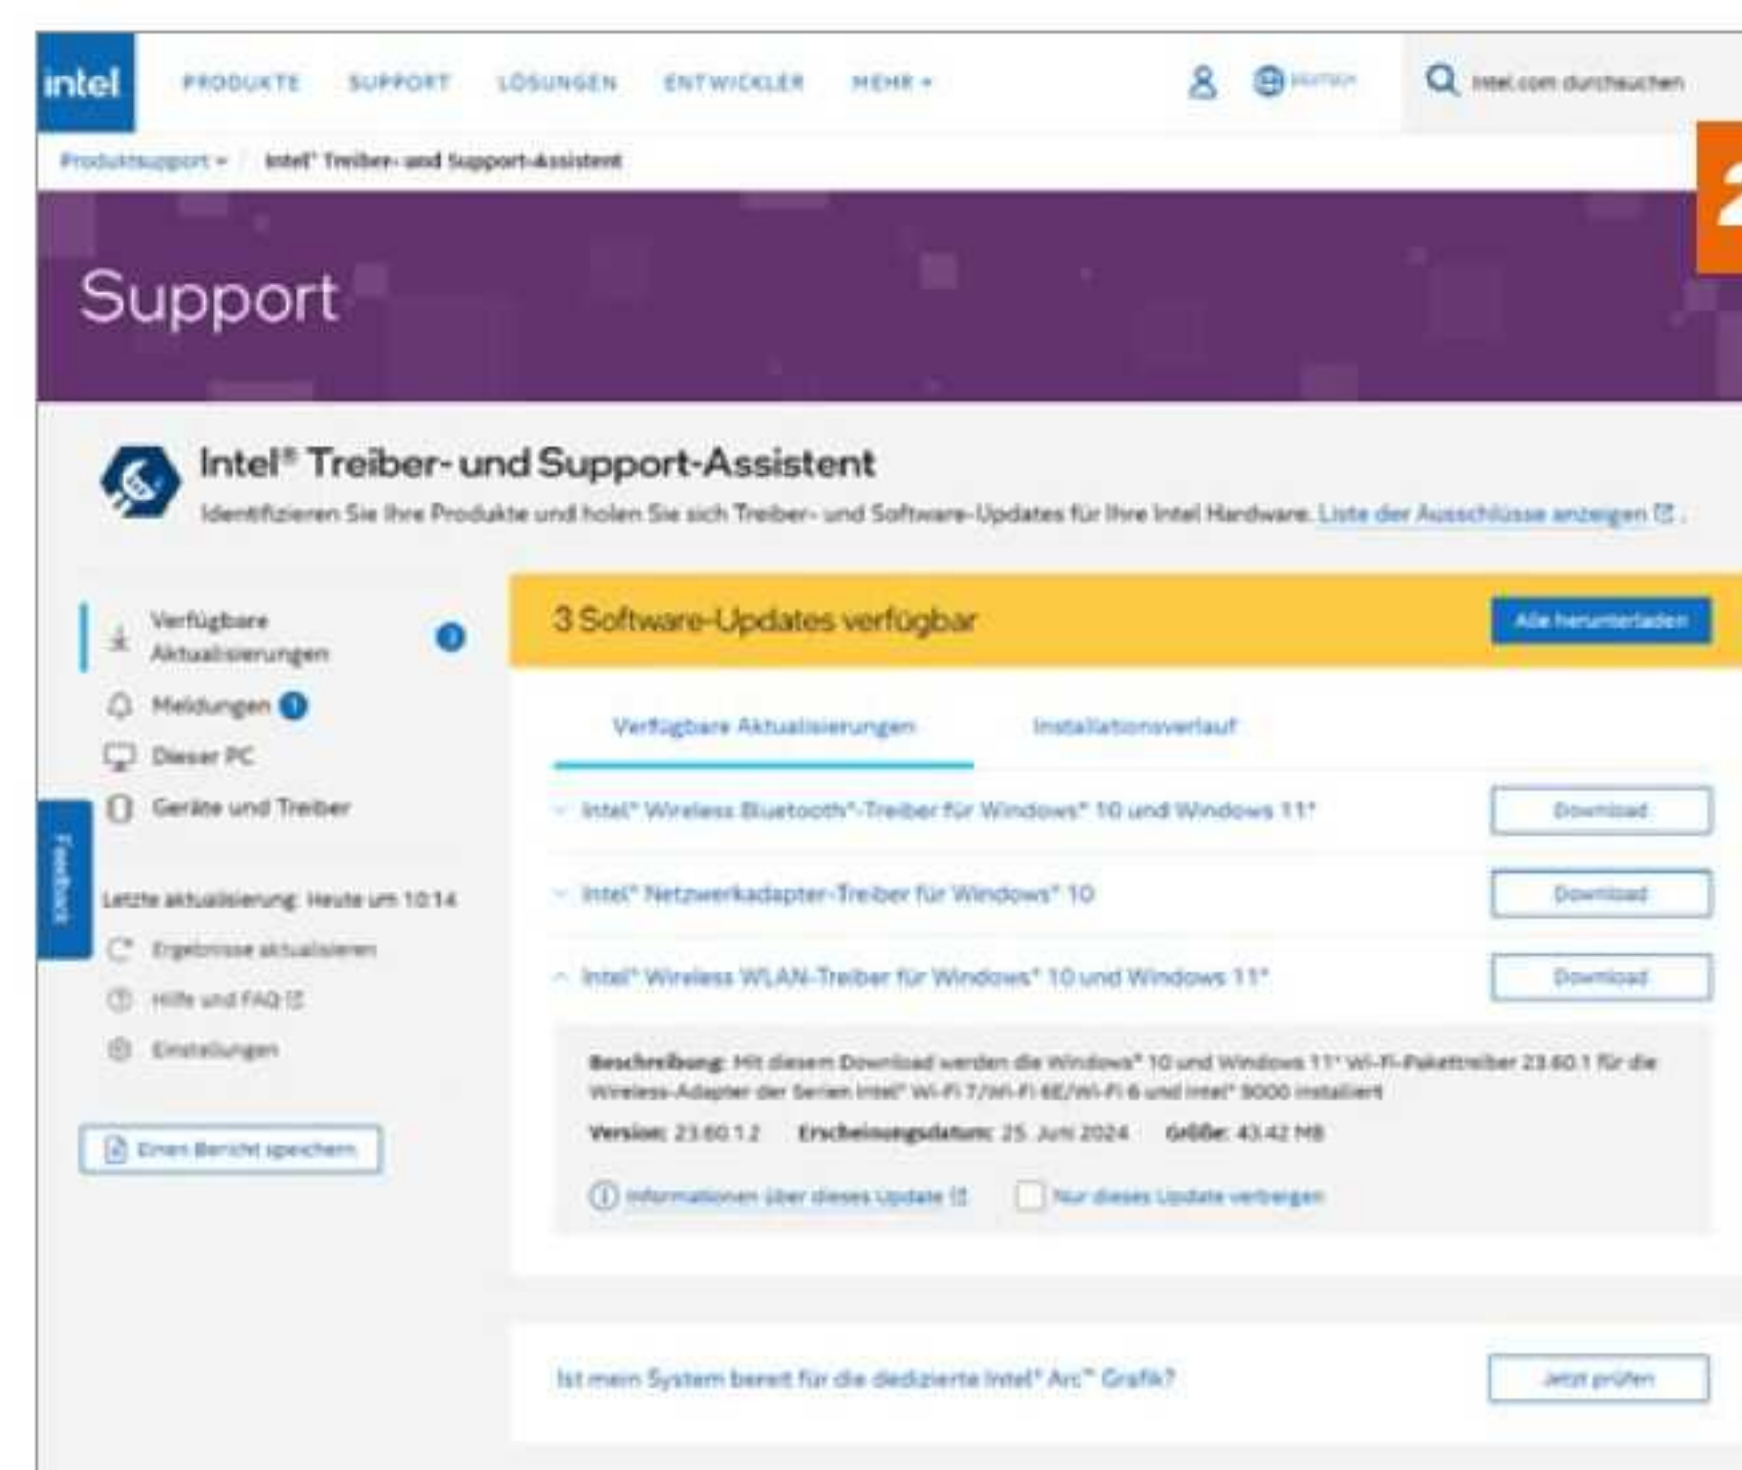 intel
PRODUKTE SUPPORT LÖSUNGEN ENTWICKLER MEHR
Intel.com durchsuchen
Produktsupport / Intel® Treiber- und Support-Assistent
2
Support
Intel® Treiber- und Support-Assistent
Identifizieren Sie Ihre Produkte und holen Sie sich Treiber- und Software-Updates für Ihre Intel Hardware. Liste der Ausschlüsse anzeigen.
Verfügbare
Aktualisierungen
Meldungen 1
Dieser PC
Geräte und Treiber
Feedback
Letzte aktualisierung: Heute um 10:14
Ergebnisse aktualisieren
Hilfe und FAQ
Einstellungen
Einen Bericht speichern
3 Software-Updates verfügbar
Alle herunterladen
Verfügbare Aktualisierungen Installationsverlauf
Intel® Wireless Bluetooth®-Treiber für Windows® 10 und Windows 11* Download
Intel® Netzwerkadapter-Treiber für Windows® 10 Download
Intel® Wireless WLAN-Treiber für Windows® 10 und Windows 11* Download
Beschreibung: Mit diesem Download werden die Windows® 10 und Windows 11* Wi-Fi-Pakettreiber 23.60.1 für die
Wireless-Adapter der Serien Intel® Wi-Fi 7/Wi-Fi 6E/Wi-Fi 6 und Intel® 9000 installiert
Version: 23.60.1.2 Erscheinungsdatum: 25. Juni 2024 Größe: 43.42 MB
Informationen über dieses Update Nur dieses Update verbergen
Ist mein System bereit für die dedizierte Intel® Arc™ Grafik? Jetzt prüfen